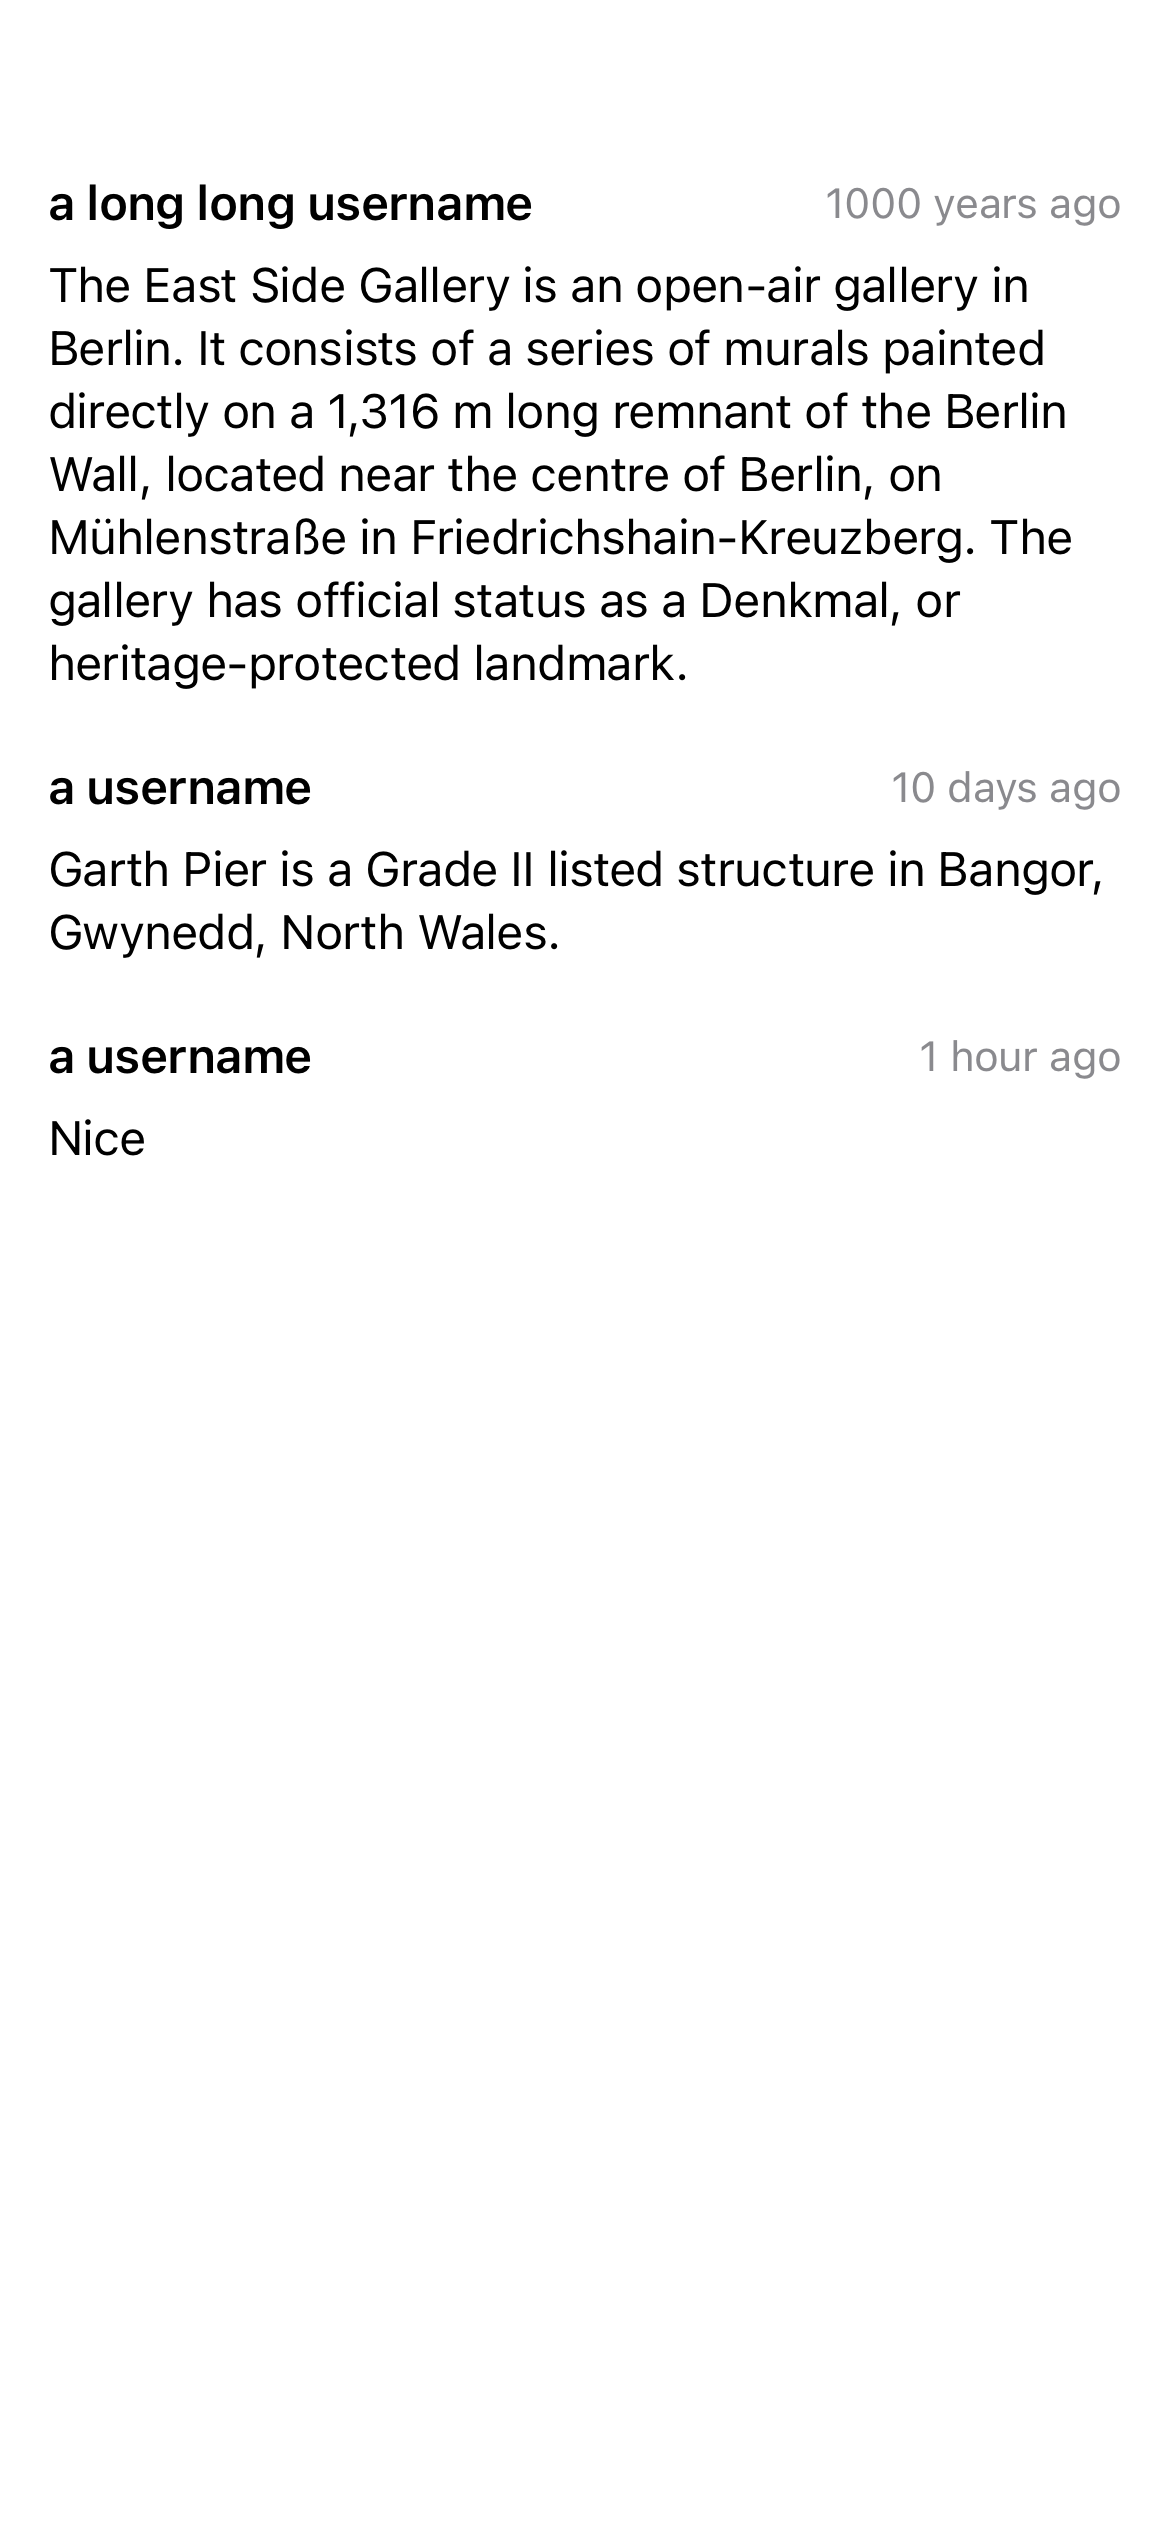 a long long username
1000 years ago
The East Side Gallery is an open-air gallery in
Berlin. It consists of a series of murals painted
directly on a 1,316 m long remnant of the Berlin
Wall, located near the centre of Berlin, on
Mühlenstraße in Friedrichshain-Kreuzberg. The
gallery has official status as a Denkmal, or
heritage-protected landmark.
a username
10 days ago
Garth Pier is a Grade II listed structure in Bangor,
Gwynedd, North Wales.
a username
1 hour ago
Nice